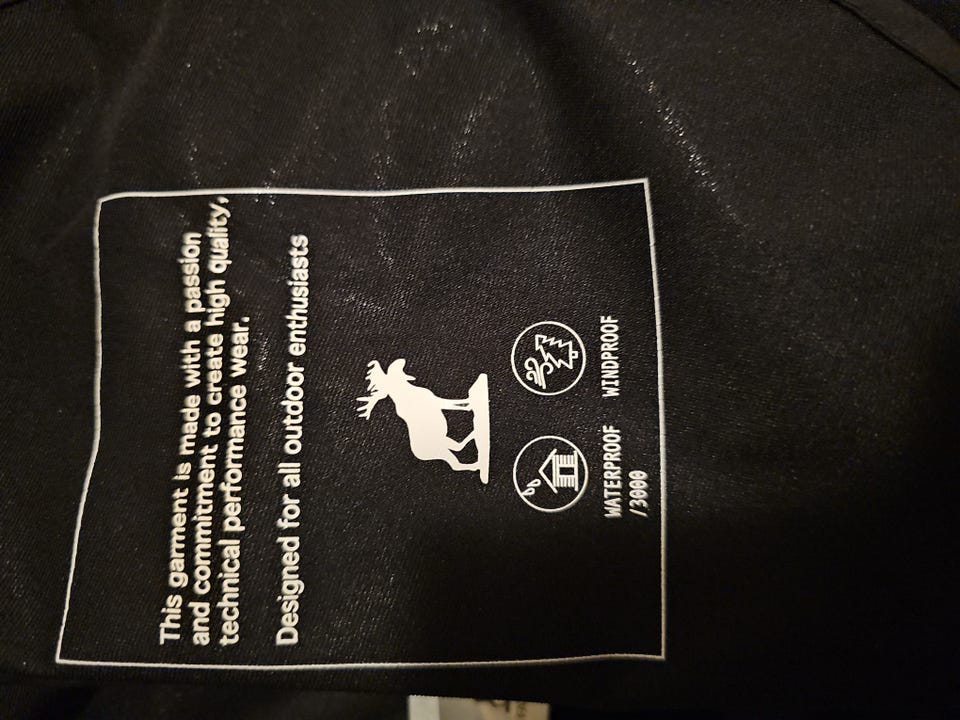 This garment is made with a passion
and commitment to create high quality,
technical performance wear.
Designed for all outdoor enthusiasts
WATERPROOF
/3000
WINDPROOF